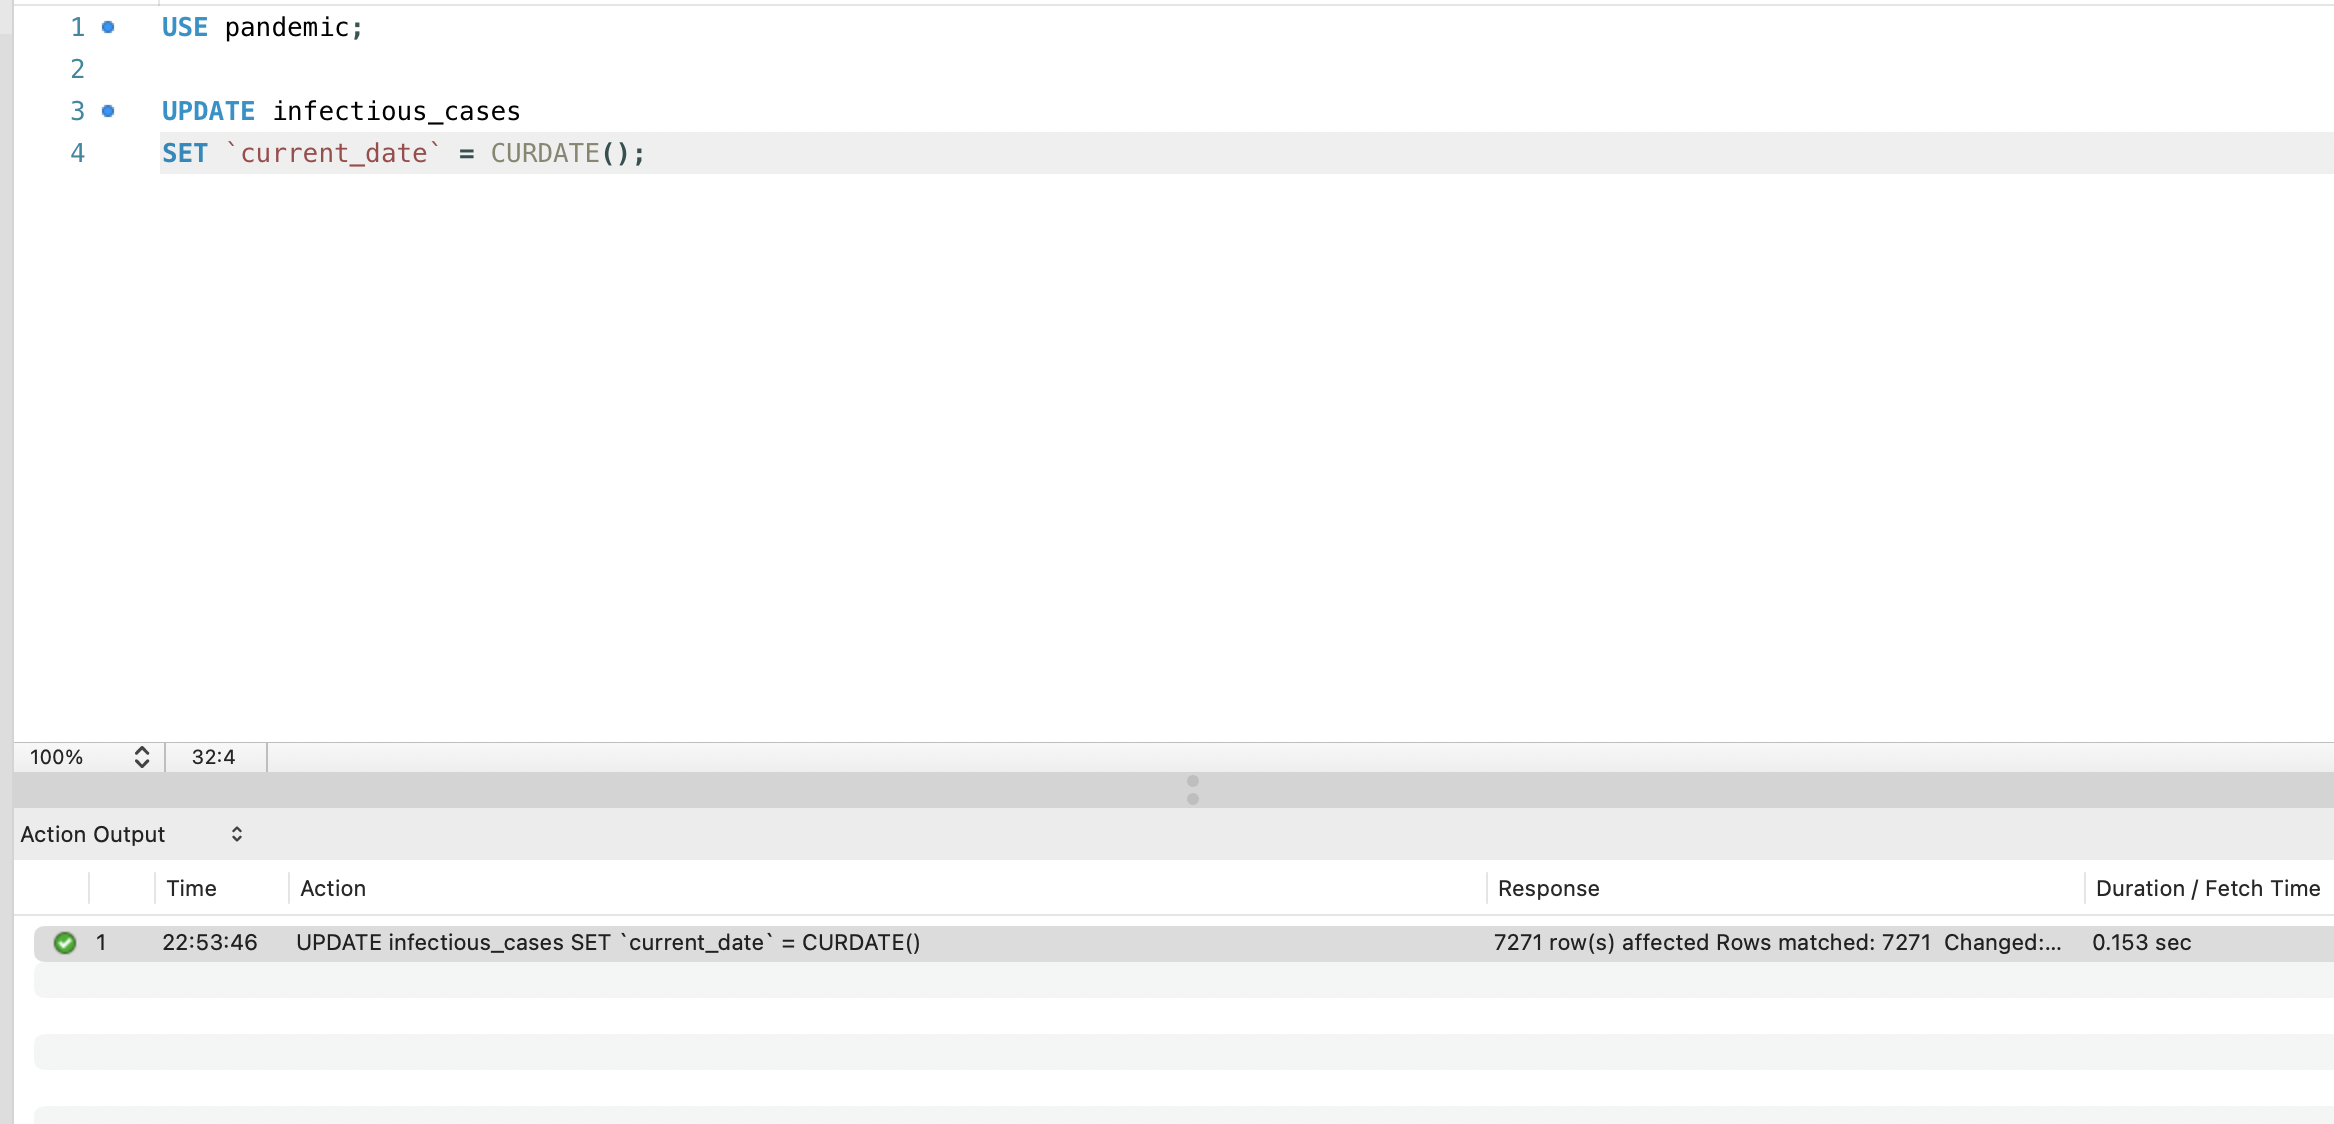 1 USE pandemic;
2
3 UPDATE infectious_cases
4 SET `current_date` = CURDATE();
100% 32:4
Action Output
Time Action Response Duration / Fetch Time
1 22:53:46 UPDATE infectious_cases SET `current_date` = CURDATE() 7271 row(s) affected Rows matched: 7271  Changed:... 0.153 sec